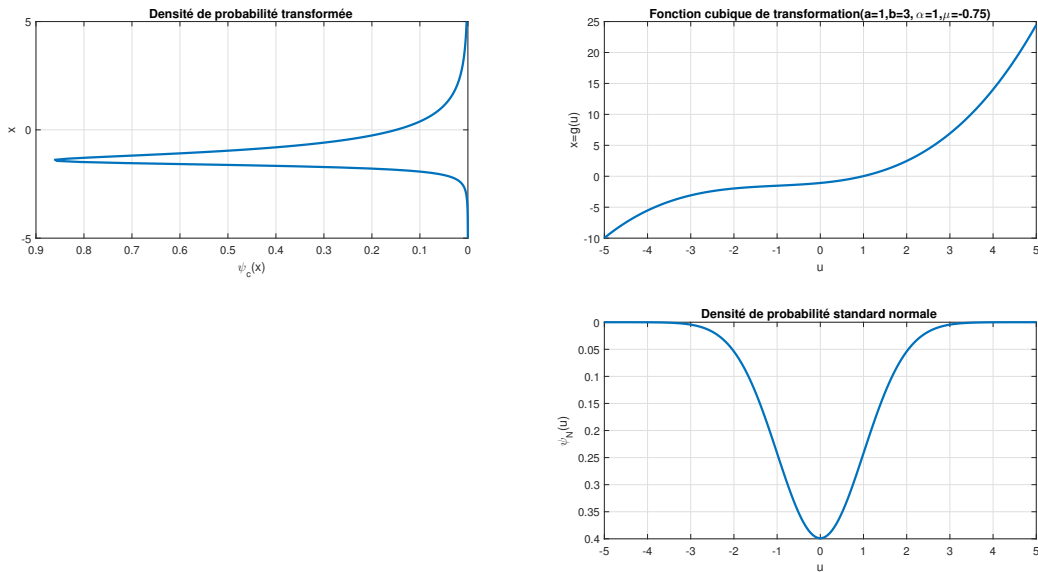 Densité de probabilité transformée
5
0
-5
x
0.9 0.8 0.7 0.6 0.5 0.4 0.3 0.2 0.1 0
ψc(x)
Fonction cubique de transformation(a=1,b=3, α=1,μ=-0.75)
25
20
15
10
5
0
-5
-10
x=g(u)
-5 -4 -3 -2 -1 0 1 2 3 4 5
u
Densité de probabilité standard normale
0
0.05
0.1
0.15
0.2
0.25
0.3
0.35
0.4
ψN(u)
-5 -4 -3 -2 -1 0 1 2 3 4 5
u